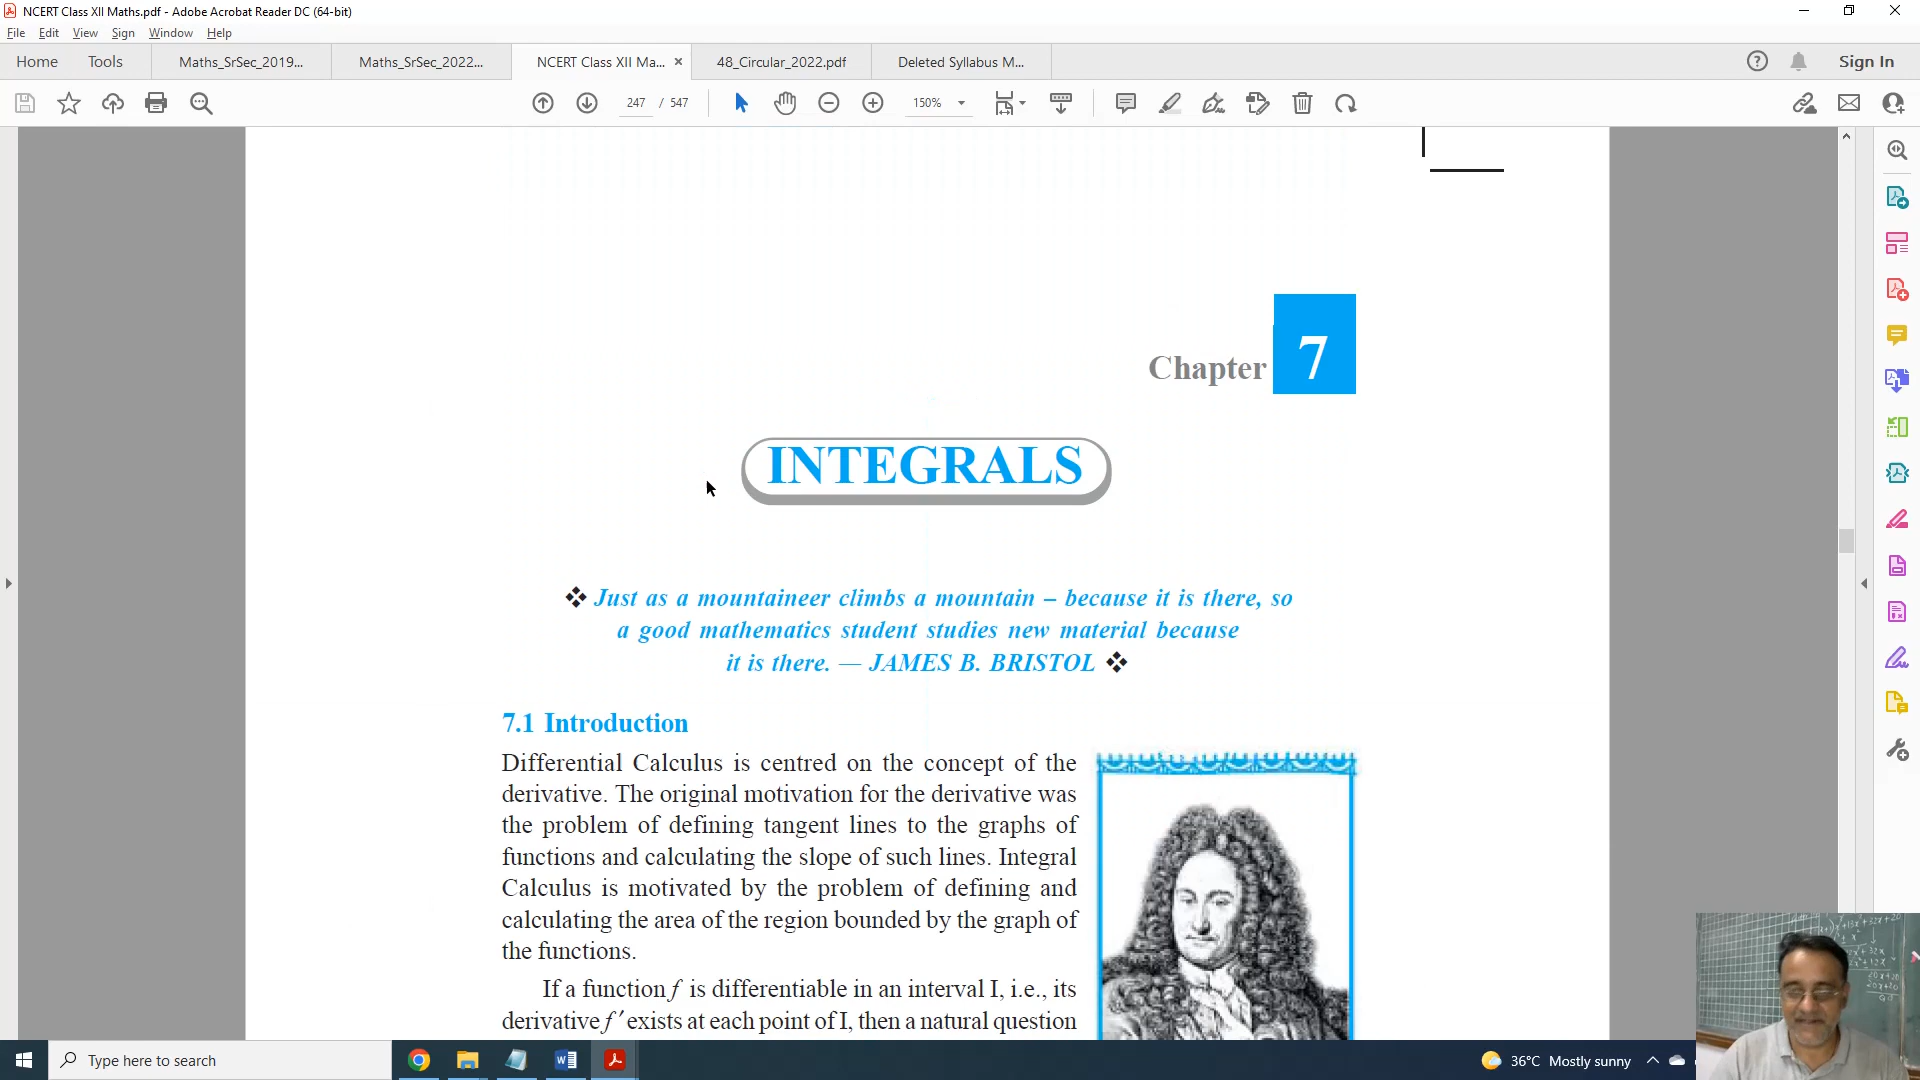 NCERT Class XII Maths.pdf - Adobe Acrobat Reader DC (64-bit)
File Edit View Sign Window Help
Home Tools Maths_SrSec_2019... Maths_SrSec_2022... NCERT Class XII Ma... × 48_Circular_2022.pdf Deleted Syllabus M... Sign In
247 / 547 150%
Chapter 7
INTEGRALS
❖ Just as a mountaineer climbs a mountain – because it is there, so
a good mathematics student studies new material because
it is there. — JAMES B. BRISTOL ❖
7.1 Introduction
Differential Calculus is centred on the concept of the
derivative. The original motivation for the derivative was
the problem of defining tangent lines to the graphs of
functions and calculating the slope of such lines. Integral
Calculus is motivated by the problem of defining and
calculating the area of the region bounded by the graph of
the functions.
If a function f is differentiable in an interval I, i.e., its
derivative f ′ exists at each point of I, then a natural question
Type here to search
36°C Mostly sunny